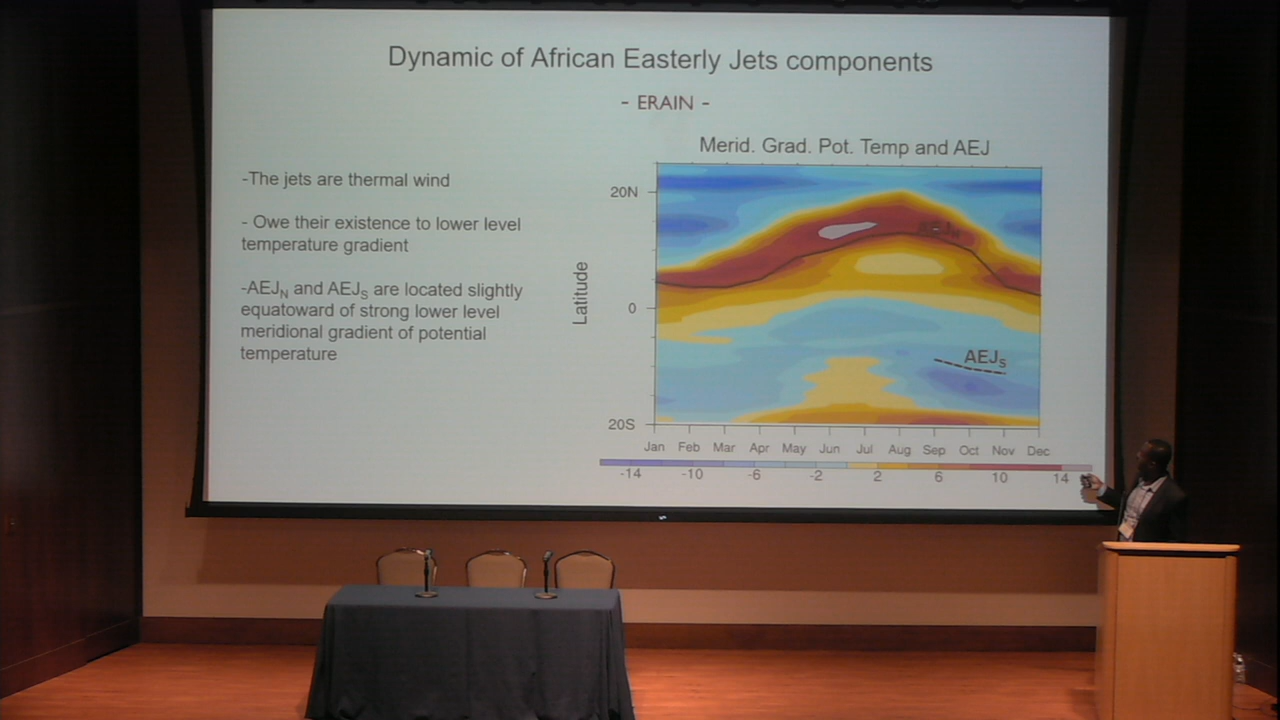 Dynamic of African Easterly Jets components
- ERAIN -
-The jets are thermal wind
- Owe their existence to lower level
temperature gradient
-AEJN and AEJS are located slightly
equatoward of strong lower level
meridional gradient of potential
temperature
Merid. Grad. Pot. Temp and AEJ
Latitude
20N
0
20S
AEJN
AEJS
Jan Feb Mar Apr May Jun Jul Aug Sep Oct Nov Dec
-14 -10 -6 -2 2 6 10 14